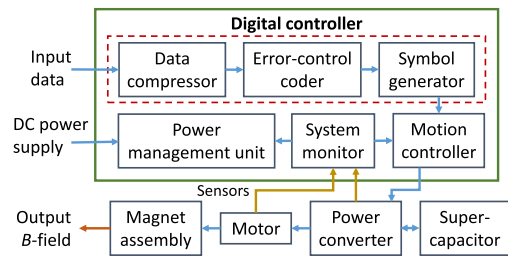 Digital controller
Input
data
Data
compressor
Error-control
coder
Symbol
generator
DC power
supply
Power
management unit
System
monitor
Motion
controller
Sensors
Output
B-field
Magnet
assembly
Motor
Power
converter
Super-
capacitor